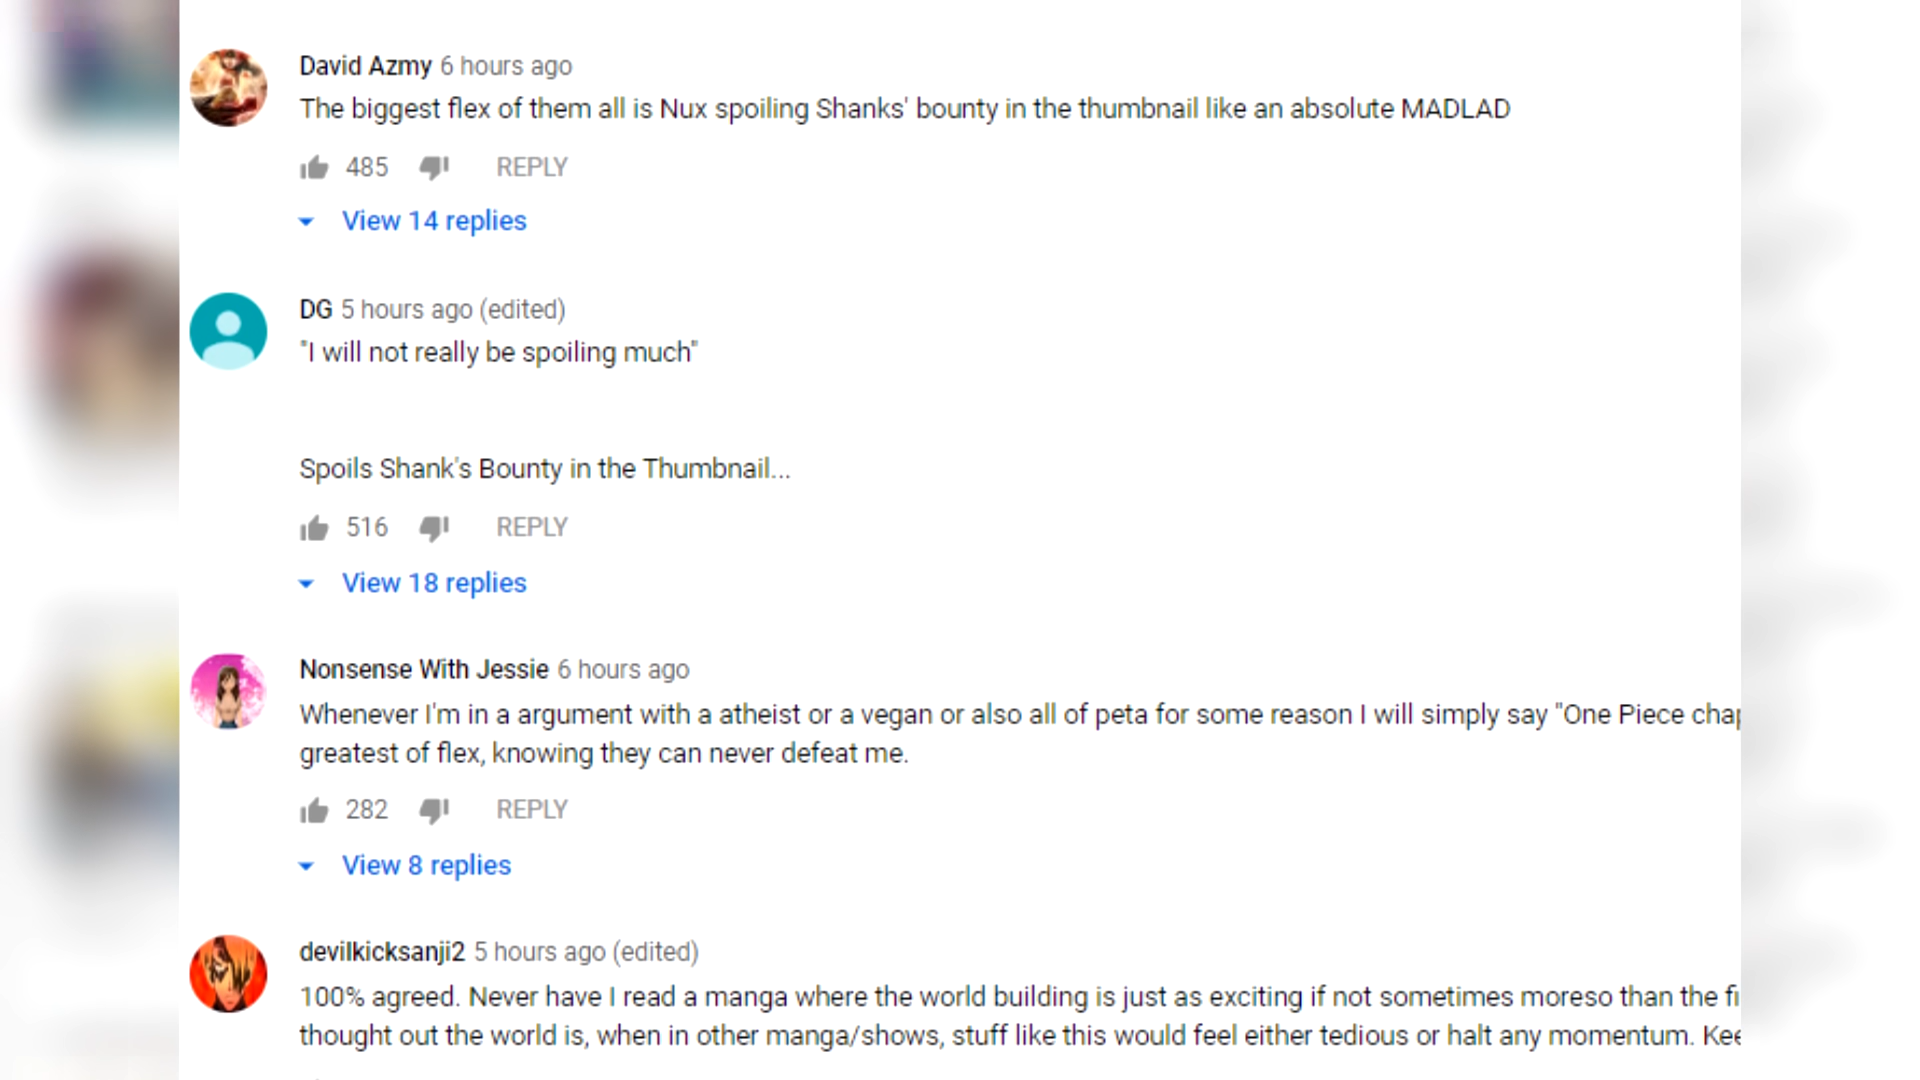 David Azmy 6 hours ago
The biggest flex of them all is Nux spoiling Shanks' bounty in the thumbnail like an absolute MADLAD
485 REPLY
View 14 replies
DG 5 hours ago (edited)
"I will not really be spoiling much"
Spoils Shank's Bounty in the Thumbnail...
516 REPLY
View 18 replies
Nonsense With Jessie 6 hours ago
Whenever I'm in a argument with a atheist or a vegan or also all of peta for some reason I will simply say "One Piece
greatest of flex, knowing they can never defeat me.
282 REPLY
View 8 replies
devilkicksanji2 5 hours ago (edited)
100% agreed. Never have I read a manga where the world building is just as exciting if not sometimes moreso than the
thought out the world is, when in other manga/shows, stuff like this would feel either tedious or halt any momentum.